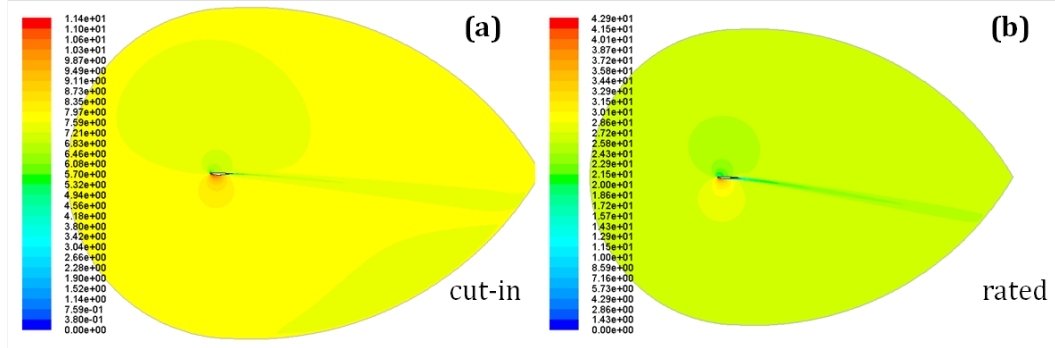 (a)
1.14e+01
1.10e+01
1.06e+01
1.03e+01
9.87e+00
9.49e+00
9.11e+00
8.73e+00
8.35e+00
7.97e+00
7.59e+00
7.21e+00
6.83e+00
6.46e+00
6.08e+00
5.70e+00
5.32e+00
4.94e+00
4.56e+00
4.18e+00
3.80e+00
3.42e+00
3.04e+00
2.66e+00
2.28e+00
1.90e+00
1.52e+00
1.14e+00
7.59e-01
3.80e-01
0.00e+00
cut-in
(b)
4.29e+01
4.15e+01
4.01e+01
3.87e+01
3.72e+01
3.58e+01
3.44e+01
3.29e+01
3.15e+01
3.01e+01
2.86e+01
2.72e+01
2.58e+01
2.43e+01
2.29e+01
2.15e+01
2.00e+01
1.86e+01
1.72e+01
1.57e+01
1.43e+01
1.29e+01
1.15e+01
1.00e+01
8.59e+00
7.16e+00
5.73e+00
4.29e+00
2.86e+00
1.43e+00
0.00e+00
rated